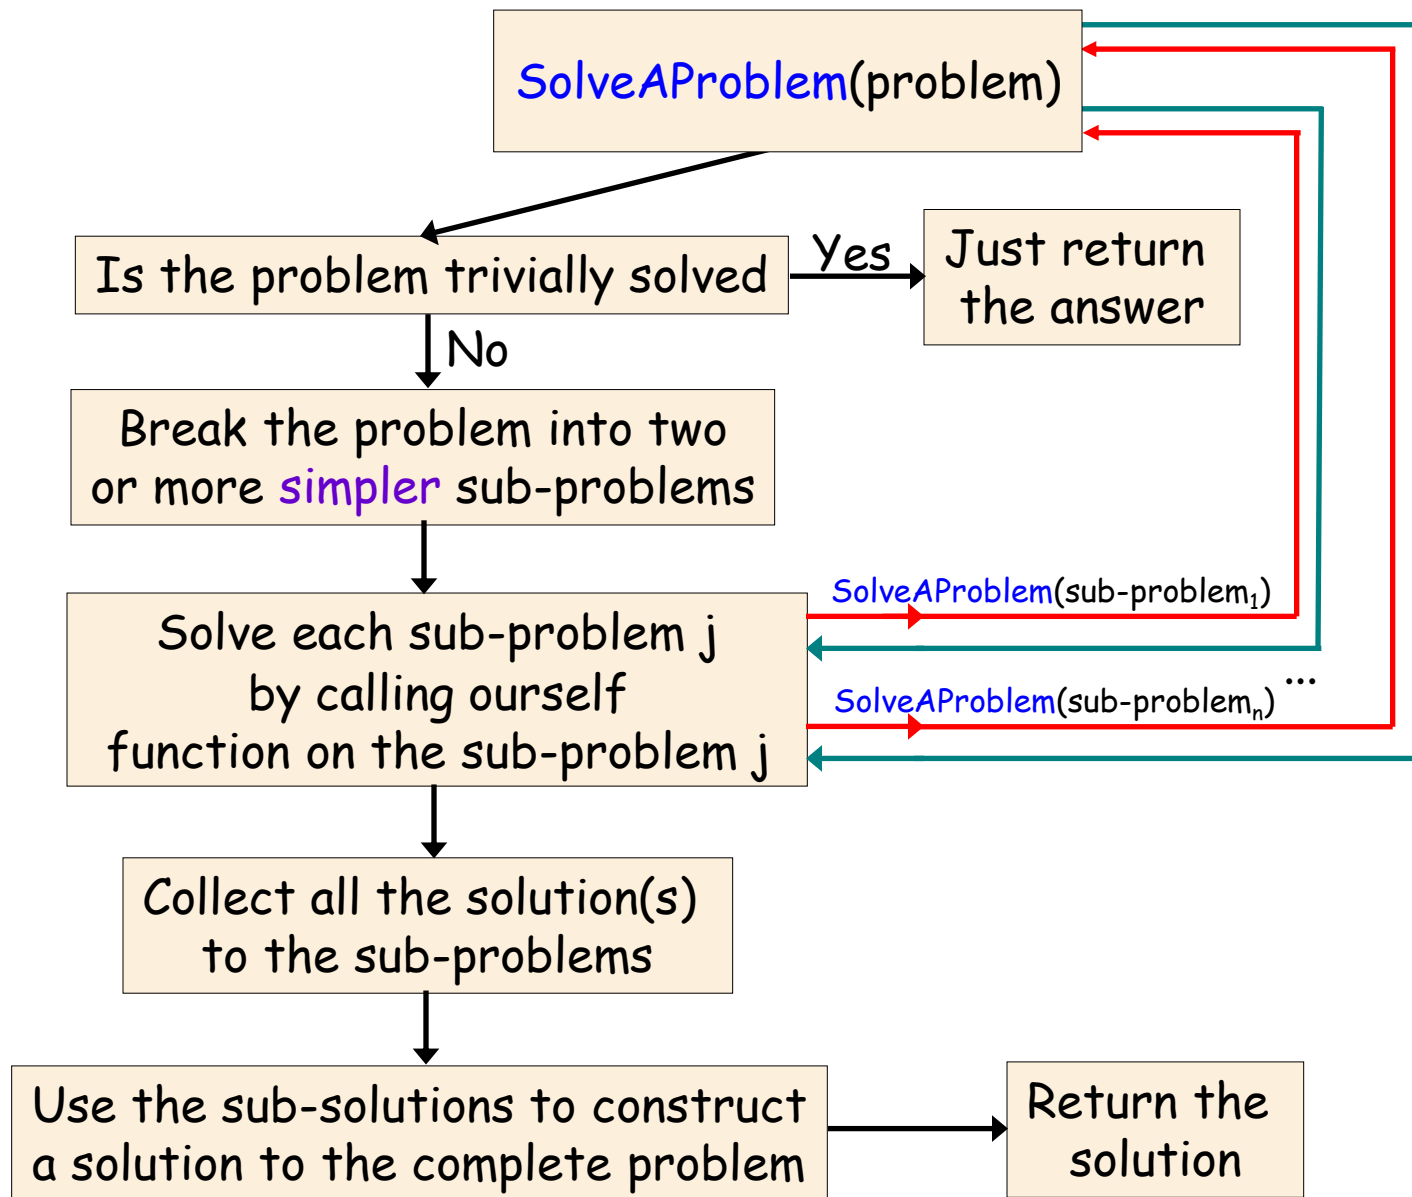 SolveAProblem(problem)
Is the problem trivially solved
Yes
Just return
the answer
No
Break the problem into two
or more simpler sub-problems
Solve each sub-problem j
by calling ourself
function on the sub-problem j
SolveAProblem(sub-problem₁)
...
SolveAProblem(sub-problemₙ)
Collect all the solution(s)
to the sub-problems
Use the sub-solutions to construct
a solution to the complete problem
Return the
solution